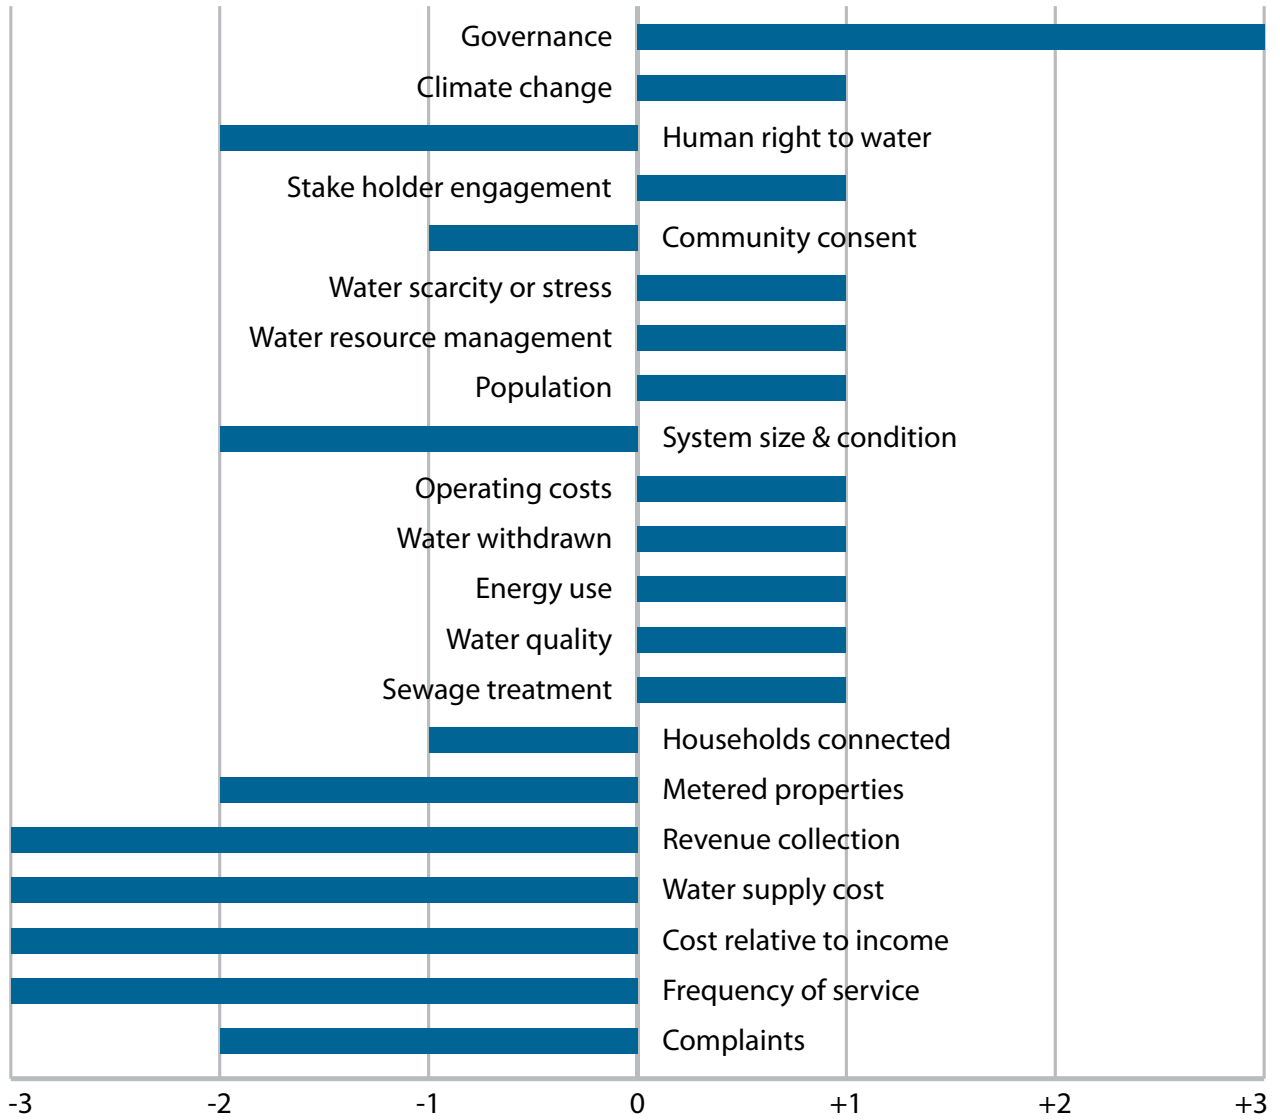 Governance
Climate change
Human right to water
Stake holder engagement
Community consent
Water scarcity or stress
Water resource management
Population
System size & condition
Operating costs
Water withdrawn
Energy use
Water quality
Sewage treatment
Households connected
Metered properties
Revenue collection
Water supply cost
Cost relative to income
Frequency of service
Complaints
-3 -2 -1 0 +1 +2 +3